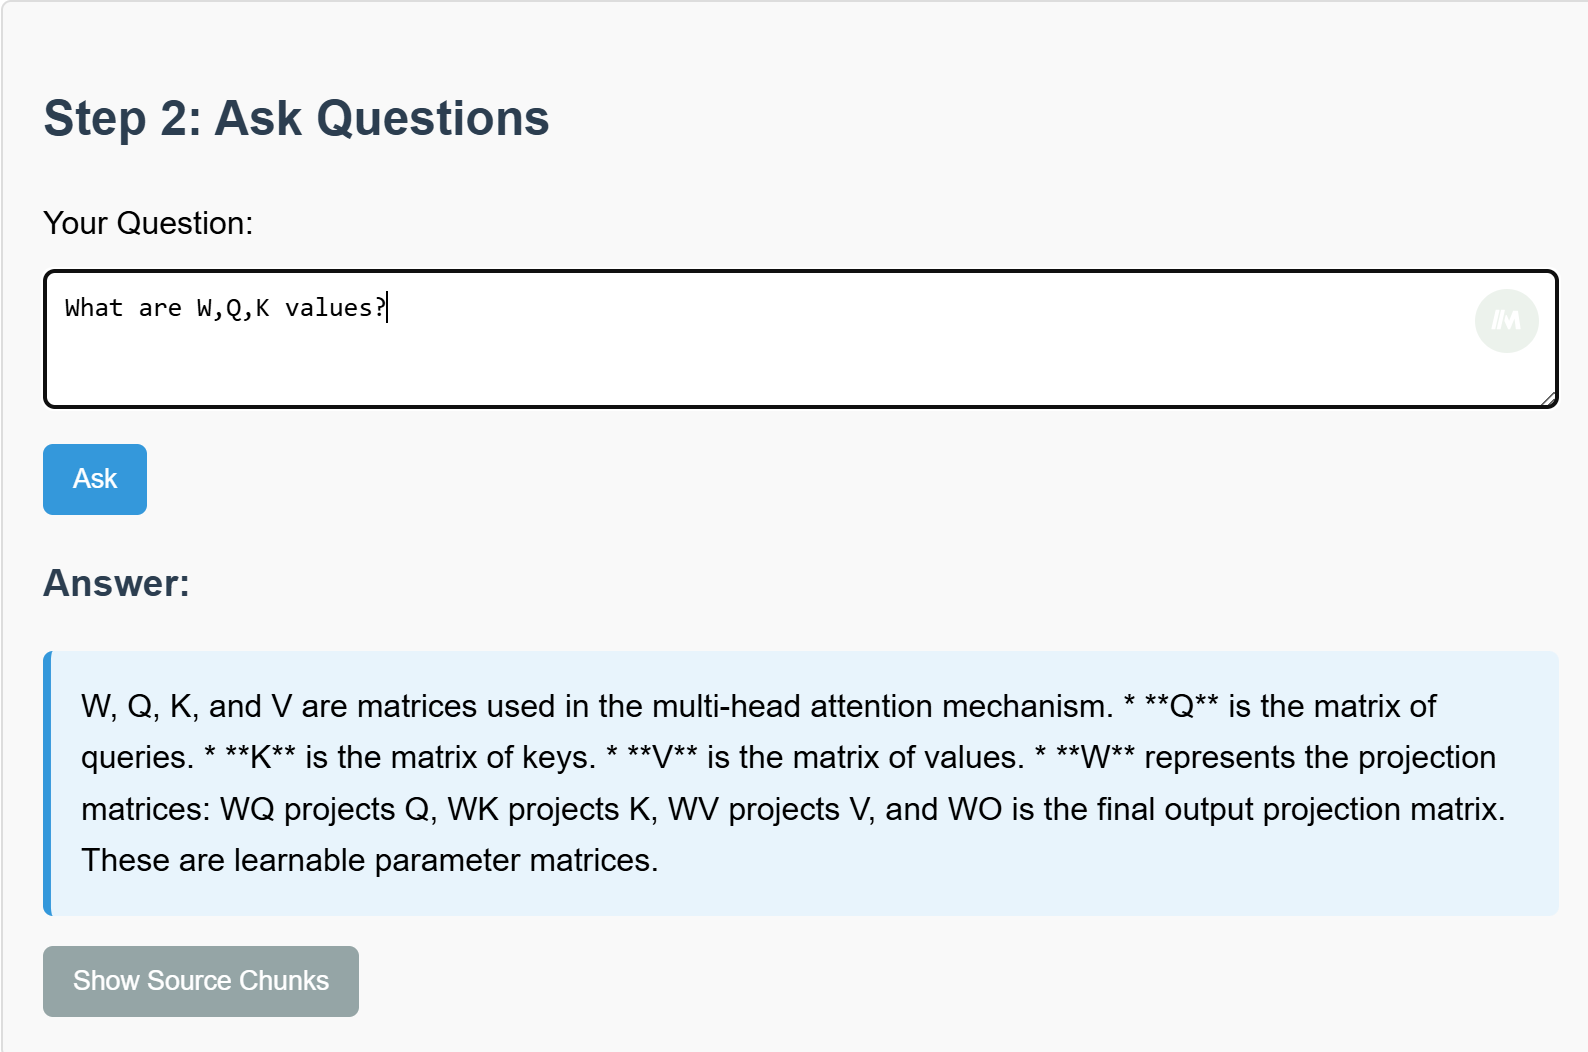 Step 2: Ask Questions
Your Question:
What are W,Q,K values?
Ask
Answer:
W, Q, K, and V are matrices used in the multi-head attention mechanism. * **Q** is the matrix of
queries. * **K** is the matrix of keys. * **V** is the matrix of values. * **W** represents the projection
matrices: WQ projects Q, WK projects K, WV projects V, and WO is the final output projection matrix.
These are learnable parameter matrices.
Show Source Chunks